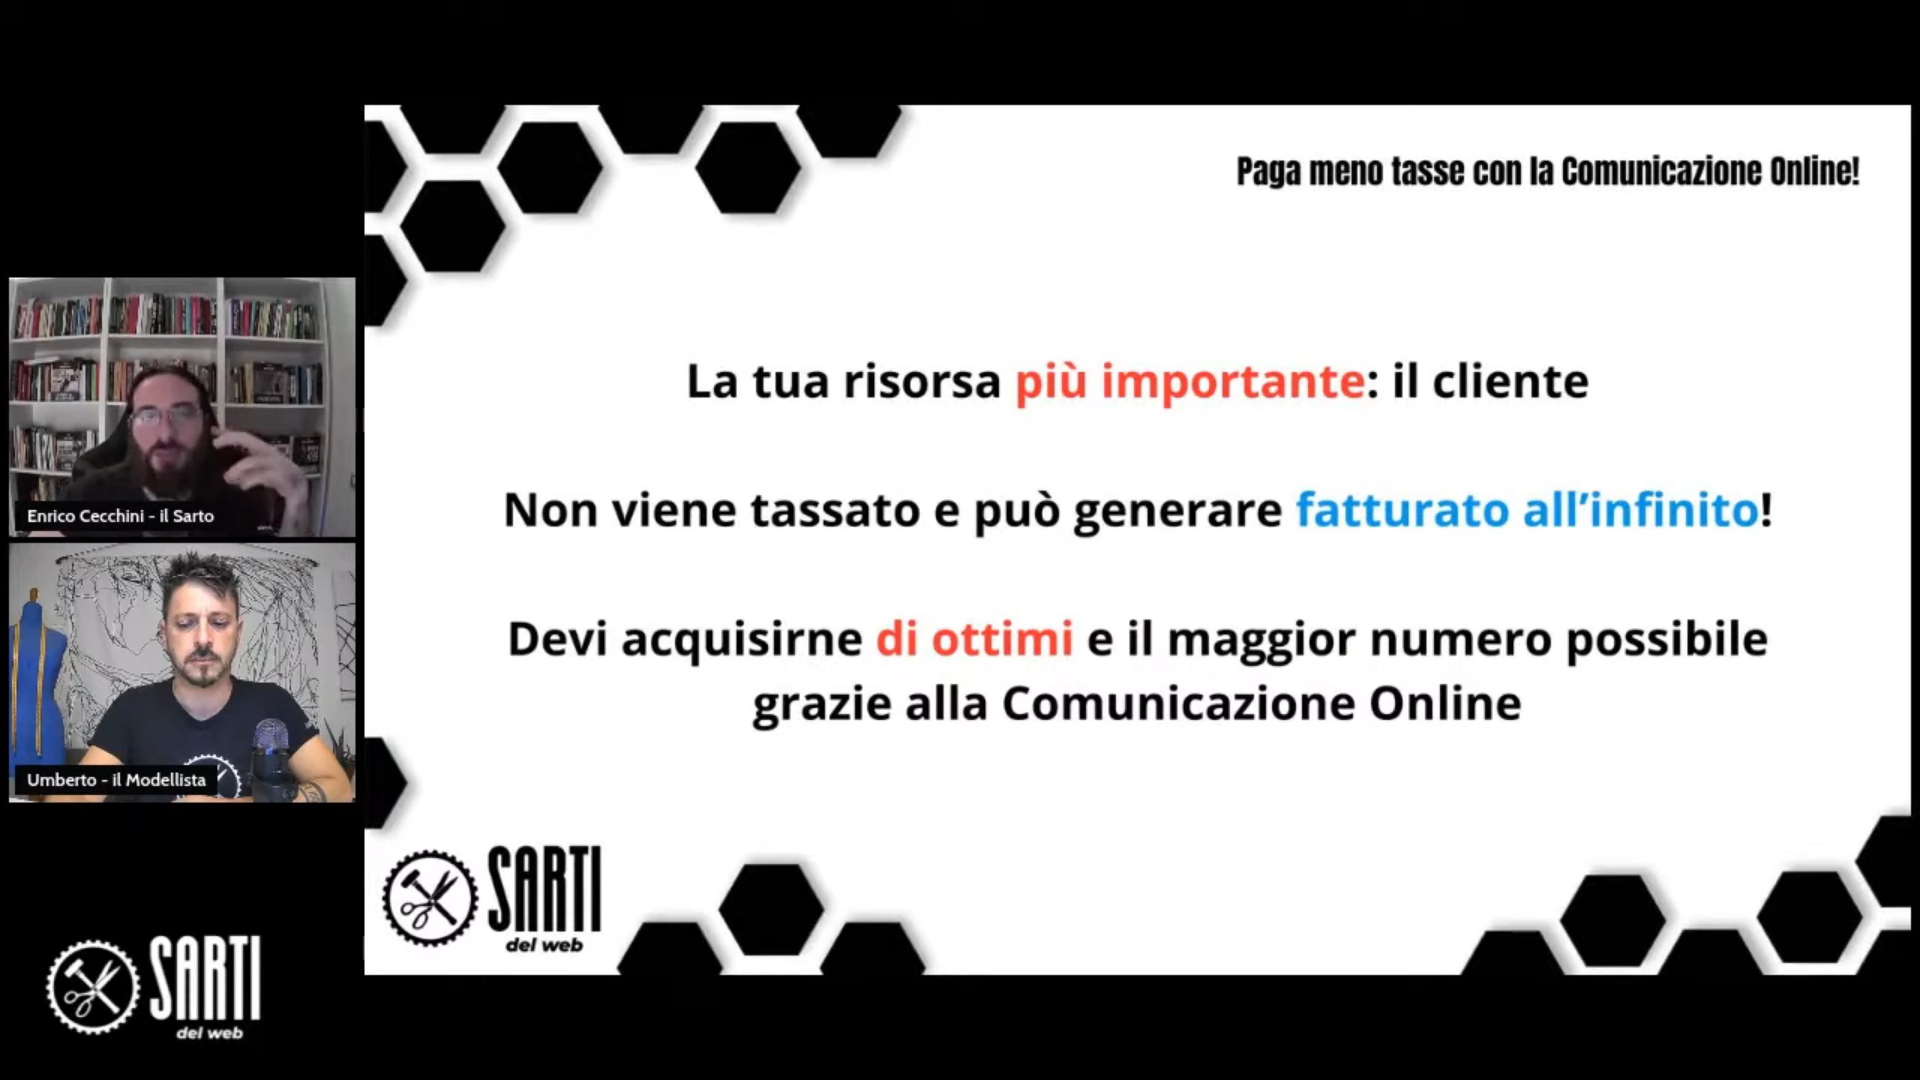 Paga meno tasse con la Comunicazione Online!
La tua risorsa più importante: il cliente
Non viene tassato e può generare fatturato all’infinito!
Devi acquisirne di ottimi e il maggior numero possibile
grazie alla Comunicazione Online
Enrico Cecchini - il Sarto
Umberto - il Modellista
SARTI
del web
SARTI
del web